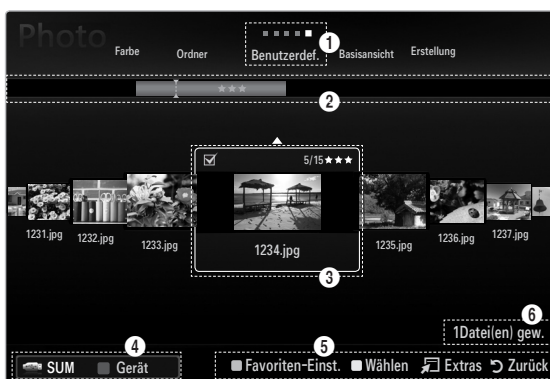 Photo
Farbe Ordner Benutzerdef. Basisansicht Erstellung
1
2
★★★
5/15★★★
1231.jpg 1232.jpg 1233.jpg 1234.jpg 1235.jpg 1236.jpg 1237.jpg
3
6
1Datei(en) gew.
4
5
SUM Gerät Favoriten-Einst. Wählen Extras Zurück